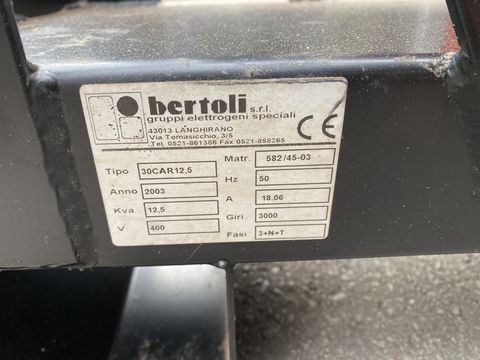 bertoli s.r.l.
gruppi elettrogeni speciali
43013 LANGHIRANO
Via Tomasicchio, 3/5
Tel. 0521-861386 Fax 0521-858265
CE
Matr. 582/45-03
Tipo 30CAR12,5 Hz 50
Anno 2003 A 18.06
Kva 12,5 Giri 3000
V 400 Fasi 3+N+T